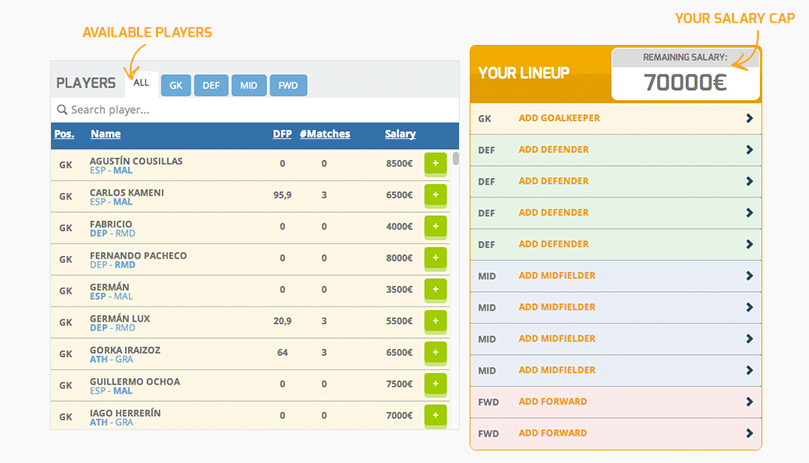 AVAILABLE PLAYERS
YOUR SALARY CAP
PLAYERS ALL GK DEF MID FWD
Search player...
Pos. Name DFP #Matches Salary
GK AGUSTÍN COUSILLAS 0 0 8500€ +
ESP - MAL
GK CARLOS KAMENI 95,9 3 6500€ +
ESP - MAL
GK FABRICIO 0 0 4000€ +
DEP - RMD
GK FERNANDO PACHECO 0 0 8000€ +
DEP - RMD
GK GERMÁN 0 0 3500€ +
ESP - MAL
GK GERMÁN LUX 20,9 3 5500€ +
DEP - RMD
GK GORKA IRAIZOZ 64 3 6500€ +
ATH - GRA
GK GUILLERMO OCHOA 0 0 7500€ +
ESP - MAL
GK IAGO HERRERÍN 0 0 7000€ +
ATH - GRA
YOUR LINEUP
REMAINING SALARY:
70000€
GK ADD GOALKEEPER
DEF ADD DEFENDER
DEF ADD DEFENDER
DEF ADD DEFENDER
DEF ADD DEFENDER
MID ADD MIDFIELDER
MID ADD MIDFIELDER
MID ADD MIDFIELDER
MID ADD MIDFIELDER
FWD ADD FORWARD
FWD ADD FORWARD